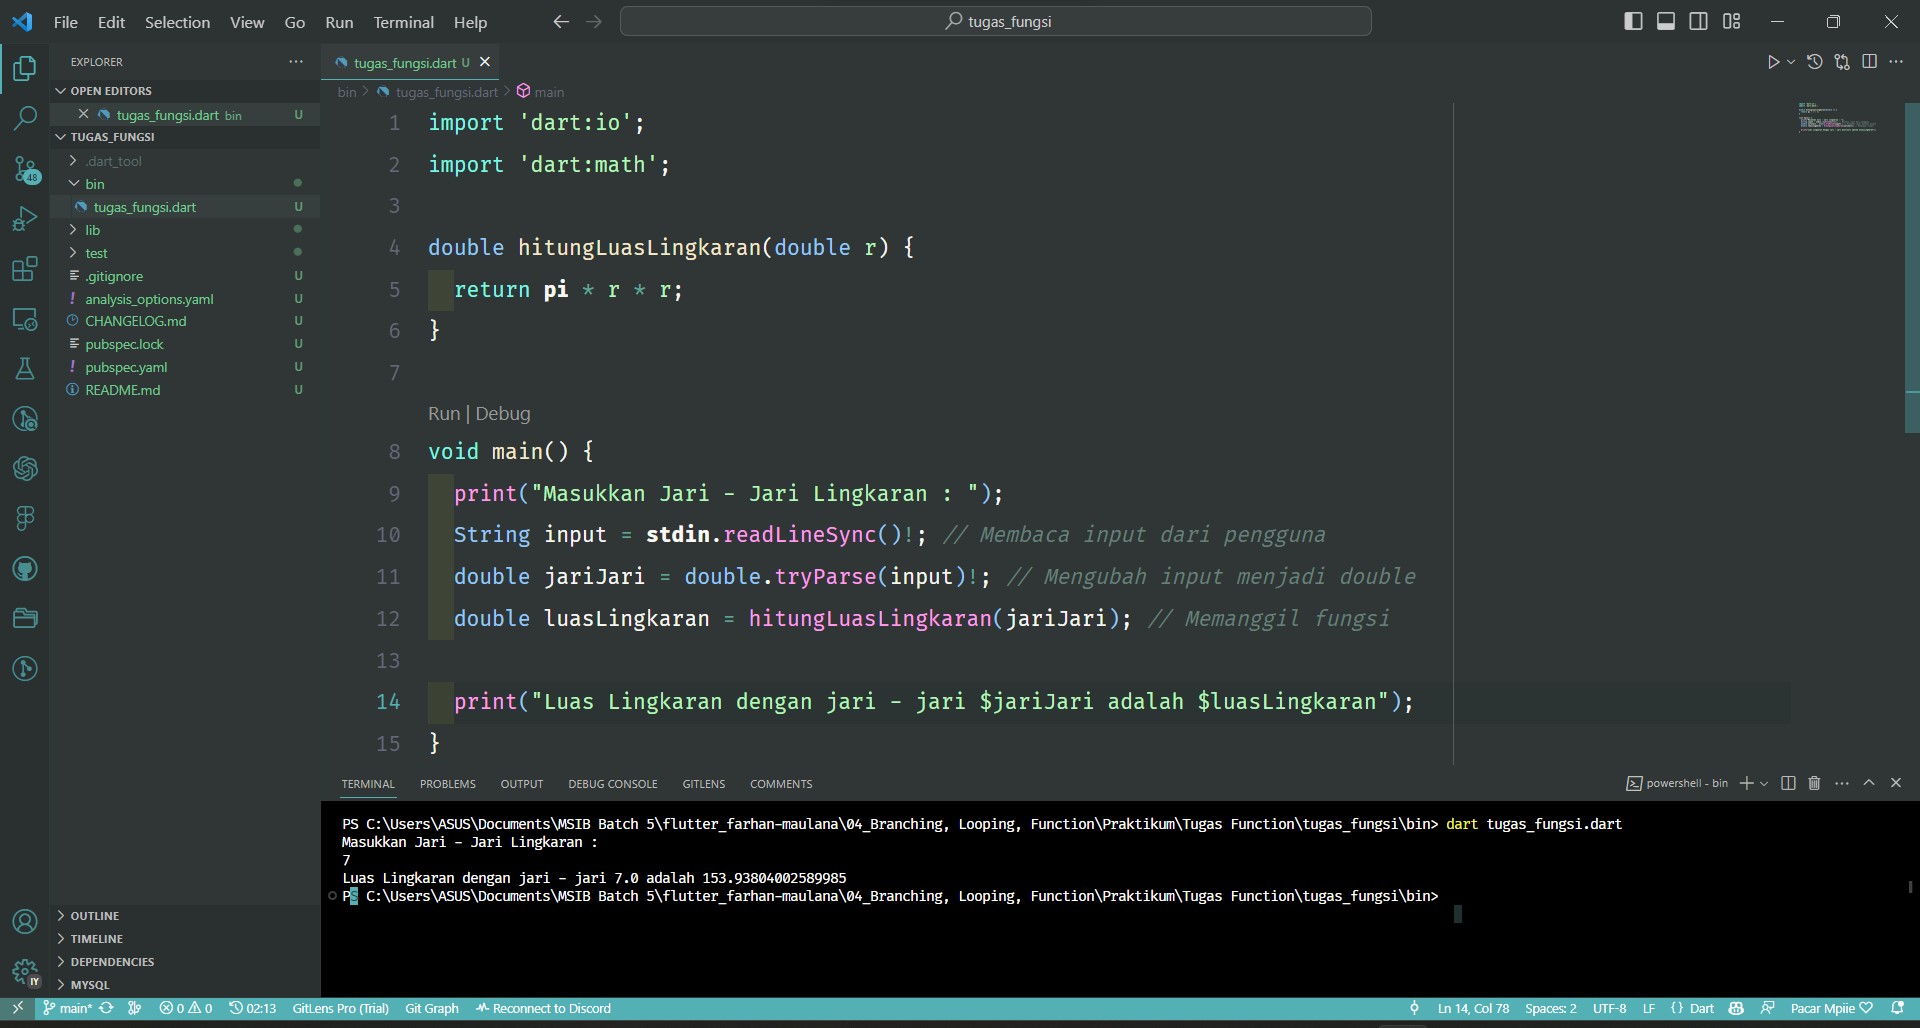 File Edit Selection View Go Run Terminal Help
tugas_fungsi
EXPLORER
OPEN EDITORS
tugas_fungsi.dart bin U
TUGAS_FUNGSI
.dart_tool
bin
tugas_fungsi.dart U
lib
test
.gitignore U
! analysis_options.yaml U
CHANGELOG.md U
pubspec.lock U
! pubspec.yaml U
README.md U
OUTLINE
TIMELINE
DEPENDENCIES
MYSQL
48
IY
tugas_fungsi.dart U
bin > tugas_fungsi.dart > main
1 import 'dart:io';
2 import 'dart:math';
3
4 double hitungLuasLingkaran(double r) {
5 return pi * r * r;
6 }
7
Run | Debug
8 void main() {
9 print("Masukkan Jari - Jari Lingkaran : ");
10 String input = stdin.readLineSync()!; // Membaca input dari pengguna
11 double jariJari = double.tryParse(input)!; // Mengubah input menjadi double
12 double luasLingkaran = hitungLuasLingkaran(jariJari); // Memanggil fungsi
13
14 print("Luas Lingkaran dengan jari - jari $jariJari adalah $luasLingkaran");
15 }
TERMINAL PROBLEMS OUTPUT DEBUG CONSOLE GITLENS COMMENTS
powershell - bin
PS C:\Users\ASUS\Documents\MSIB Batch 5\flutter_farhan-maulana\04_Branching, Looping, Function\Praktikum\Tugas Function\tugas_fungsi\bin> dart tugas_fungsi.dart
Masukkan Jari - Jari Lingkaran :
7
Luas Lingkaran dengan jari - jari 7.0 adalah 153.93804002589985
PS C:\Users\ASUS\Documents\MSIB Batch 5\flutter_farhan-maulana\04_Branching, Looping, Function\Praktikum\Tugas Function\tugas_fungsi\bin>
main* 0 0 02:13 GitLens Pro (Trial) Git Graph Reconnect to Discord
Ln 14, Col 78 Spaces: 2 UTF-8 LF {} Dart Pacar Mpiie